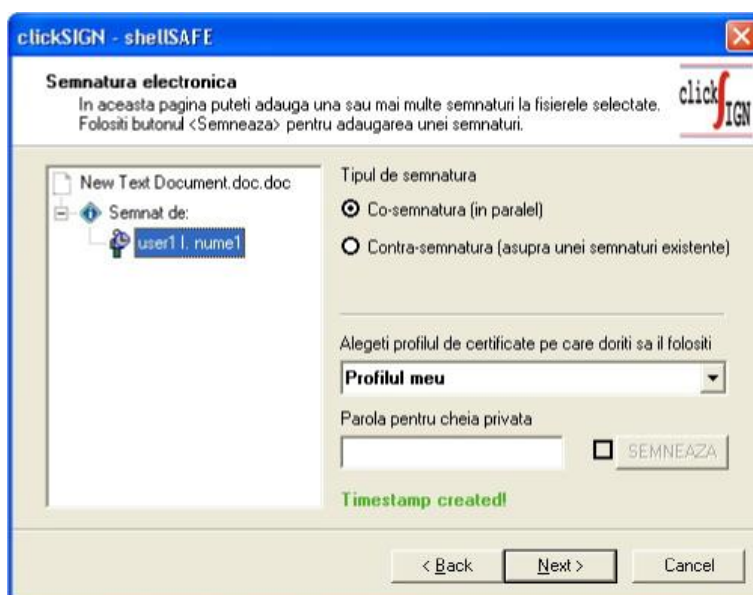 clickSIGN - shellSAFE
Semnatura electronica
In aceasta pagina puteti adauga una sau mai multe semnaturi la fisierele selectate.
Folositi butonul <Semneaza> pentru adaugarea unei semnaturi.
click
SIGN
New Text Document.doc.doc
Semnat de:
user1 I. nume1
Tipul de semnatura
Co-semnatura (in paralel)
Contra-semnatura (asupra unei semnaturi existente)
Alegeti profilul de certificate pe care doriti sa il folositi
Profilul meu
Parola pentru cheia privata
SEMNEAZA
Timestamp created!
< Back
Next >
Cancel